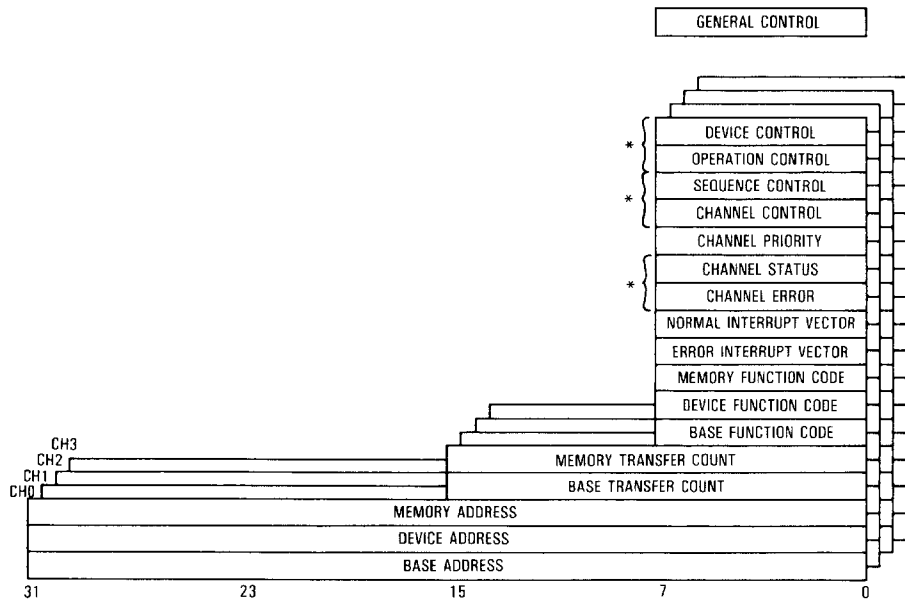 GENERAL CONTROL
DEVICE CONTROL
*
OPERATION CONTROL
SEQUENCE CONTROL
*
CHANNEL CONTROL
CHANNEL PRIORITY
CHANNEL STATUS
*
CHANNEL ERROR
NORMAL INTERRUPT VECTOR
ERROR INTERRUPT VECTOR
MEMORY FUNCTION CODE
DEVICE FUNCTION CODE
BASE FUNCTION CODE
CH3
CH2
MEMORY TRANSFER COUNT
CH1
CH0
BASE TRANSFER COUNT
MEMORY ADDRESS
DEVICE ADDRESS
BASE ADDRESS
31 23 15 7 0